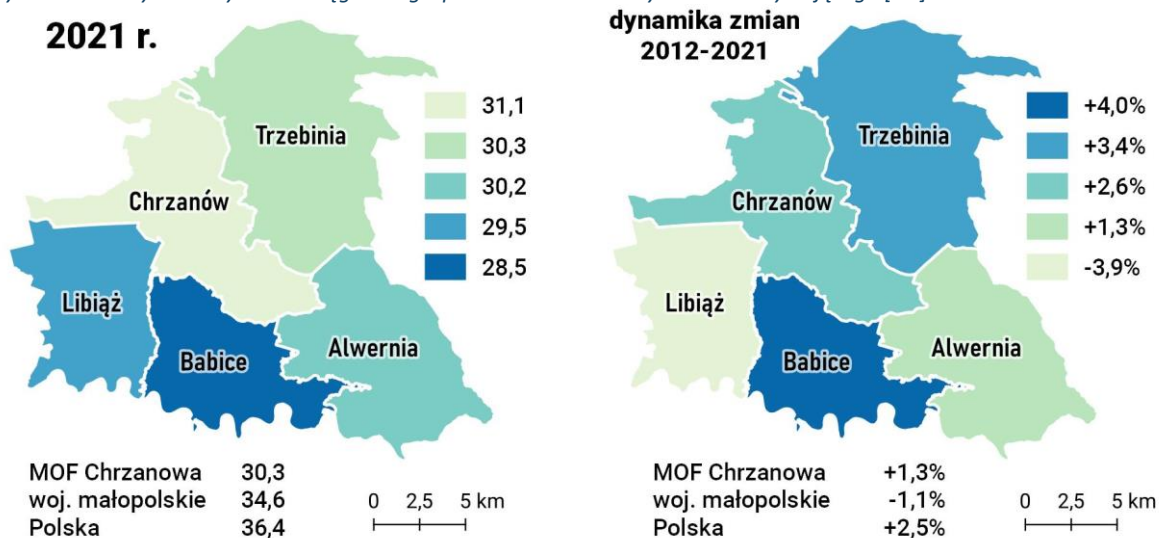 2021 r.
Trzebinia
Chrzanów
Libiąż
Babice
Alwernia
31,1
30,3
30,2
29,5
28,5
MOF Chrzanowa 30,3
woj. małopolskie 34,6
Polska 36,4
0 2,5 5 km
dynamika zmian
2012-2021
Trzebinia
Chrzanów
Libiąż
Babice
Alwernia
+4,0%
+3,4%
+2,6%
+1,3%
-3,9%
MOF Chrzanowa +1,3%
woj. małopolskie -1,1%
Polska +2,5%
0 2,5 5 km